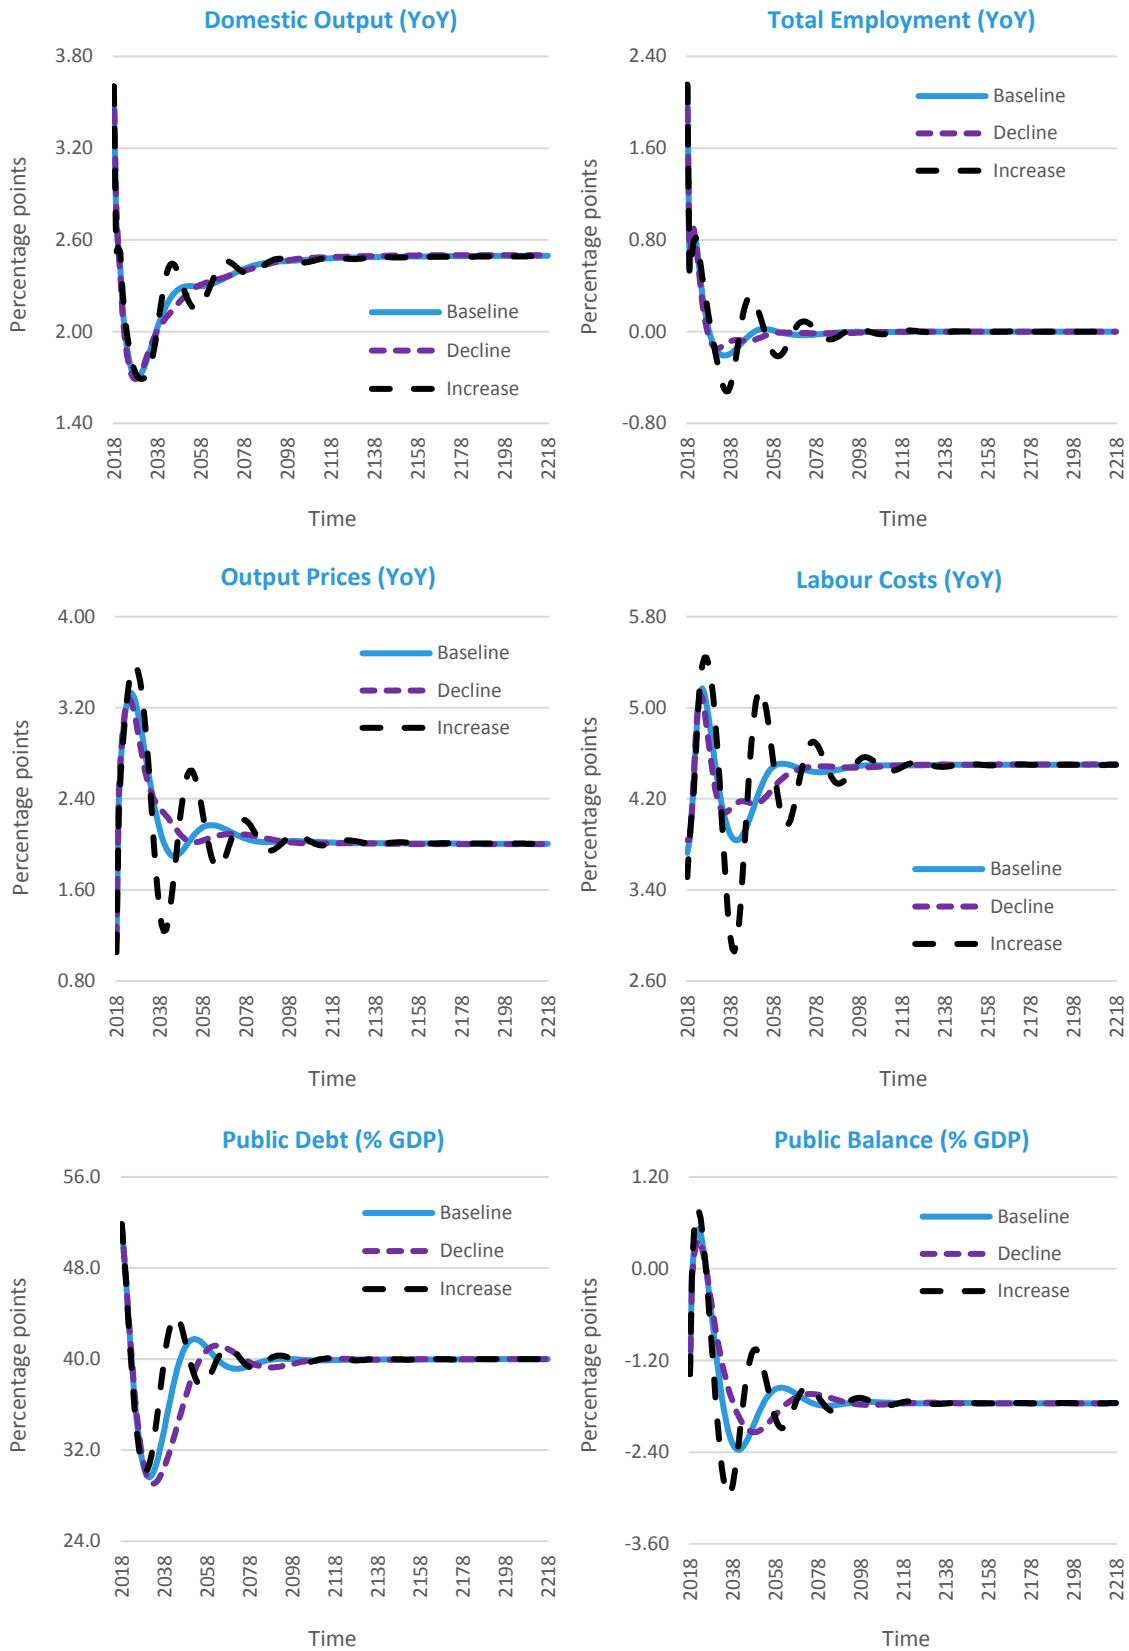 Domestic Output (YoY)
3.80
3.20
2.60
2.00
1.40
Percentage points
Baseline
Decline
Increase
2018 2038 2058 2078 2098 2118 2138 2158 2178 2198 2218
Time
Total Employment (YoY)
2.40
1.60
0.80
0.00
-0.80
Percentage points
Baseline
Decline
Increase
2018 2038 2058 2078 2098 2118 2138 2158 2178 2198 2218
Time
Output Prices (YoY)
4.00
3.20
2.40
1.60
0.80
Percentage points
Baseline
Decline
Increase
2018 2038 2058 2078 2098 2118 2138 2158 2178 2198 2218
Time
Labour Costs (YoY)
5.80
5.00
4.20
3.40
2.60
Percentage points
Baseline
Decline
Increase
2018 2038 2058 2078 2098 2118 2138 2158 2178 2198 2218
Time
Public Debt (% GDP)
56.0
48.0
40.0
32.0
24.0
Percentage points
Baseline
Decline
Increase
2018 2038 2058 2078 2098 2118 2138 2158 2178 2198 2218
Time
Public Balance (% GDP)
1.20
0.00
-1.20
-2.40
-3.60
Percentage points
Baseline
Decline
Increase
2018 2038 2058 2078 2098 2118 2138 2158 2178 2198 2218
Time